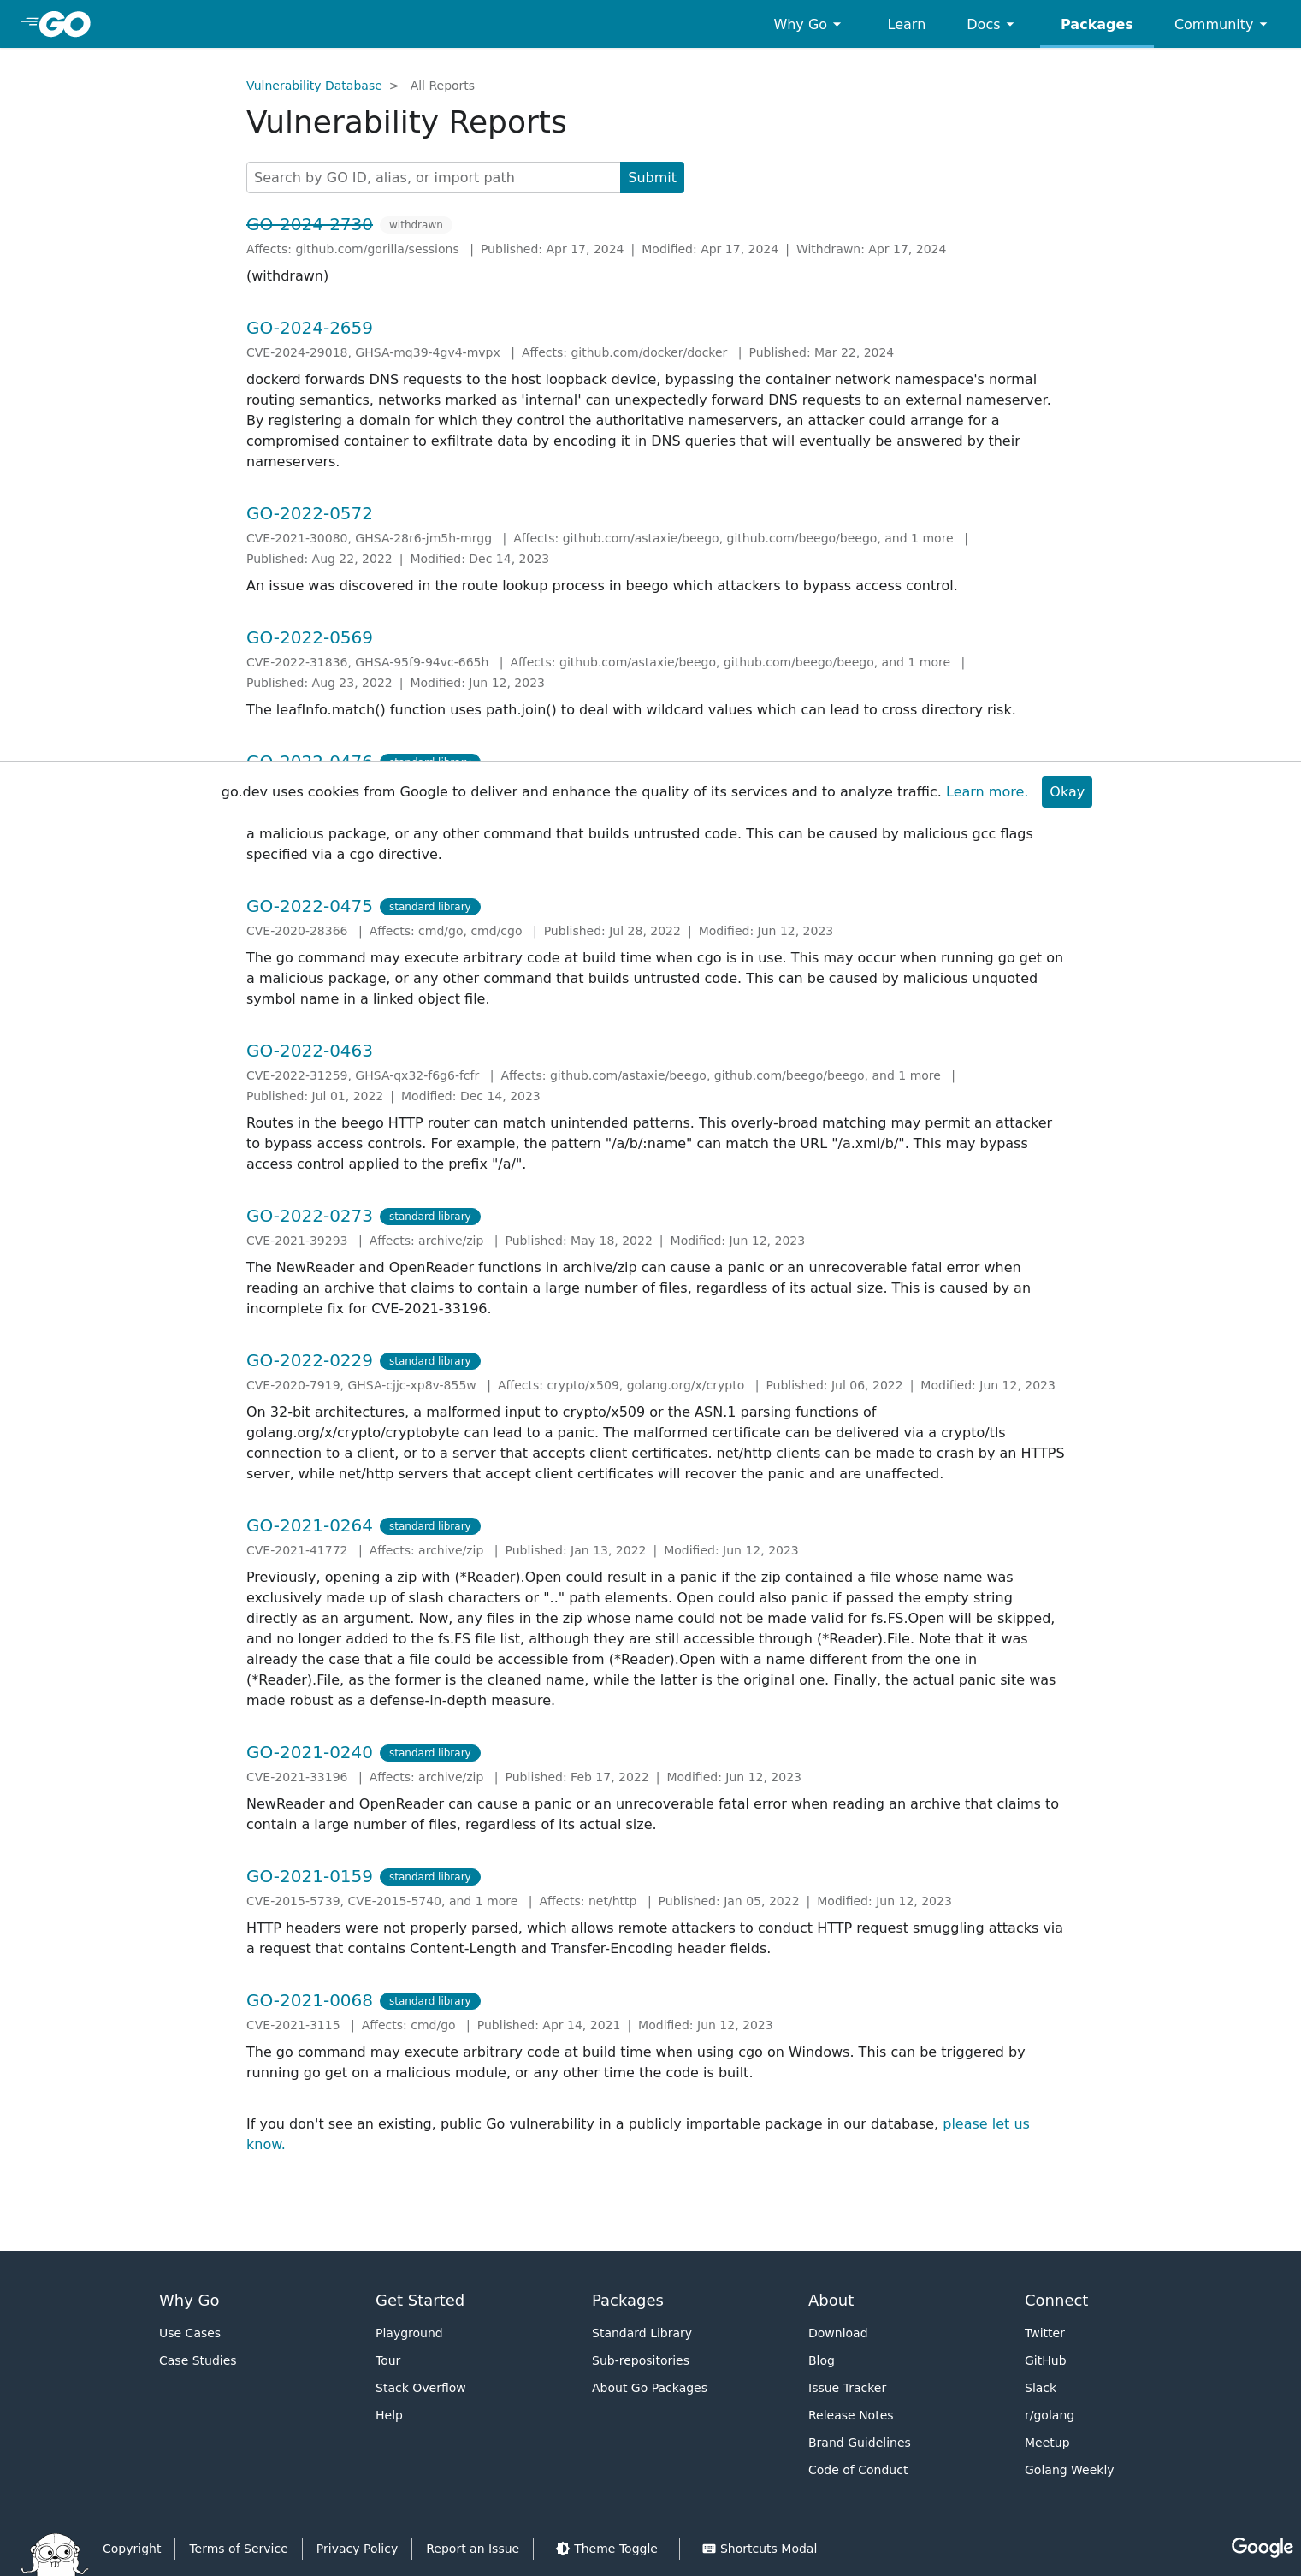 GO
Why Go
Learn
Docs
Packages
Community
Vulnerability Database > All Reports
Vulnerability Reports
Search by GO ID, alias, or import path
Submit
GO-2024-2730 withdrawn
Affects: github.com/gorilla/sessions | Published: Apr 17, 2024 | Modified: Apr 17, 2024 | Withdrawn: Apr 17, 2024
(withdrawn)
GO-2024-2659
CVE-2024-29018, GHSA-mq39-4gv4-mvpx | Affects: github.com/docker/docker | Published: Mar 22, 2024
dockerd forwards DNS requests to the host loopback device, bypassing the container network namespace's normal
routing semantics, networks marked as 'internal' can unexpectedly forward DNS requests to an external nameserver.
By registering a domain for which they control the authoritative nameservers, an attacker could arrange for a
compromised container to exfiltrate data by encoding it in DNS queries that will eventually be answered by their
nameservers.
GO-2022-0572
CVE-2021-30080, GHSA-28r6-jm5h-mrgg | Affects: github.com/astaxie/beego, github.com/beego/beego, and 1 more |
Published: Aug 22, 2022 | Modified: Dec 14, 2023
An issue was discovered in the route lookup process in beego which attackers to bypass access control.
GO-2022-0569
CVE-2022-31836, GHSA-95f9-94vc-665h | Affects: github.com/astaxie/beego, github.com/beego/beego, and 1 more |
Published: Aug 23, 2022 | Modified: Jun 12, 2023
The leafInfo.match() function uses path.join() to deal with wildcard values which can lead to cross directory risk.
GO-2022-0476 standard library
go.dev uses cookies from Google to deliver and enhance the quality of its services and to analyze traffic. Learn more. Okay
a malicious package, or any other command that builds untrusted code. This can be caused by malicious gcc flags
specified via a cgo directive.
GO-2022-0475 standard library
CVE-2020-28366 | Affects: cmd/go, cmd/cgo | Published: Jul 28, 2022 | Modified: Jun 12, 2023
The go command may execute arbitrary code at build time when cgo is in use. This may occur when running go get on
a malicious package, or any other command that builds untrusted code. This can be caused by malicious unquoted
symbol name in a linked object file.
GO-2022-0463
CVE-2022-31259, GHSA-qx32-f6g6-fcfr | Affects: github.com/astaxie/beego, github.com/beego/beego, and 1 more |
Published: Jul 01, 2022 | Modified: Dec 14, 2023
Routes in the beego HTTP router can match unintended patterns. This overly-broad matching may permit an attacker
to bypass access controls. For example, the pattern "/a/b/:name" can match the URL "/a.xml/b/". This may bypass
access control applied to the prefix "/a/".
GO-2022-0273 standard library
CVE-2021-39293 | Affects: archive/zip | Published: May 18, 2022 | Modified: Jun 12, 2023
The NewReader and OpenReader functions in archive/zip can cause a panic or an unrecoverable fatal error when
reading an archive that claims to contain a large number of files, regardless of its actual size. This is caused by an
incomplete fix for CVE-2021-33196.
GO-2022-0229 standard library
CVE-2020-7919, GHSA-cjjc-xp8v-855w | Affects: crypto/x509, golang.org/x/crypto | Published: Jul 06, 2022 | Modified: Jun 12, 2023
On 32-bit architectures, a malformed input to crypto/x509 or the ASN.1 parsing functions of
golang.org/x/crypto/cryptobyte can lead to a panic. The malformed certificate can be delivered via a crypto/tls
connection to a client, or to a server that accepts client certificates. net/http clients can be made to crash by an HTTPS
server, while net/http servers that accept client certificates will recover the panic and are unaffected.
GO-2021-0264 standard library
CVE-2021-41772 | Affects: archive/zip | Published: Jan 13, 2022 | Modified: Jun 12, 2023
Previously, opening a zip with (*Reader).Open could result in a panic if the zip contained a file whose name was
exclusively made up of slash characters or ".." path elements. Open could also panic if passed the empty string
directly as an argument. Now, any files in the zip whose name could not be made valid for fs.FS.Open will be skipped,
and no longer added to the fs.FS file list, although they are still accessible through (*Reader).File. Note that it was
already the case that a file could be accessible from (*Reader).Open with a name different from the one in
(*Reader).File, as the former is the cleaned name, while the latter is the original one. Finally, the actual panic site was
made robust as a defense-in-depth measure.
GO-2021-0240 standard library
CVE-2021-33196 | Affects: archive/zip | Published: Feb 17, 2022 | Modified: Jun 12, 2023
NewReader and OpenReader can cause a panic or an unrecoverable fatal error when reading an archive that claims to
contain a large number of files, regardless of its actual size.
GO-2021-0159 standard library
CVE-2015-5739, CVE-2015-5740, and 1 more | Affects: net/http | Published: Jan 05, 2022 | Modified: Jun 12, 2023
HTTP headers were not properly parsed, which allows remote attackers to conduct HTTP request smuggling attacks via
a request that contains Content-Length and Transfer-Encoding header fields.
GO-2021-0068 standard library
CVE-2021-3115 | Affects: cmd/go | Published: Apr 14, 2021 | Modified: Jun 12, 2023
The go command may execute arbitrary code at build time when using cgo on Windows. This can be triggered by
running go get on a malicious module, or any other time the code is built.
If you don't see an existing, public Go vulnerability in a publicly importable package in our database, please let us
know.
Why Go
Use Cases
Case Studies
Get Started
Playground
Tour
Stack Overflow
Help
Packages
Standard Library
Sub-repositories
About Go Packages
About
Download
Blog
Issue Tracker
Release Notes
Brand Guidelines
Code of Conduct
Connect
Twitter
GitHub
Slack
r/golang
Meetup
Golang Weekly
Copyright
Terms of Service
Privacy Policy
Report an Issue
Theme Toggle
Shortcuts Modal
Google